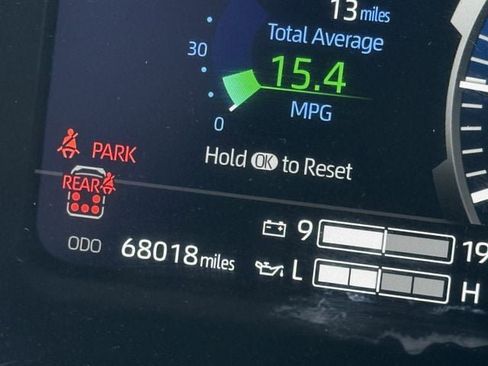 13 miles
Total Average
30
15.4
MPG
0
Hold OK to Reset
PARK
REAR
9
19
ODO 68018 miles
L
H